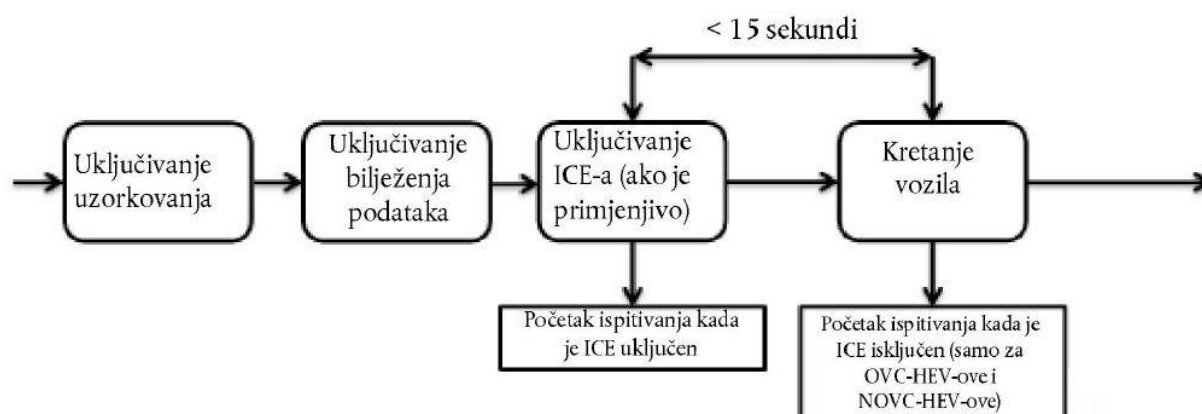 < 15 sekundi
Uključivanje
uzorkovanja
Uključivanje
bilježenja
podataka
Uključivanje
ICE-a (ako je
primjenjivo)
Kretanje
vozila
Početak ispitivanja kada
je ICE uključen
Početak ispitivanja kada je
ICE isključen (samo za
OVC-HEV-ove i
NOVC-HEV-ove)